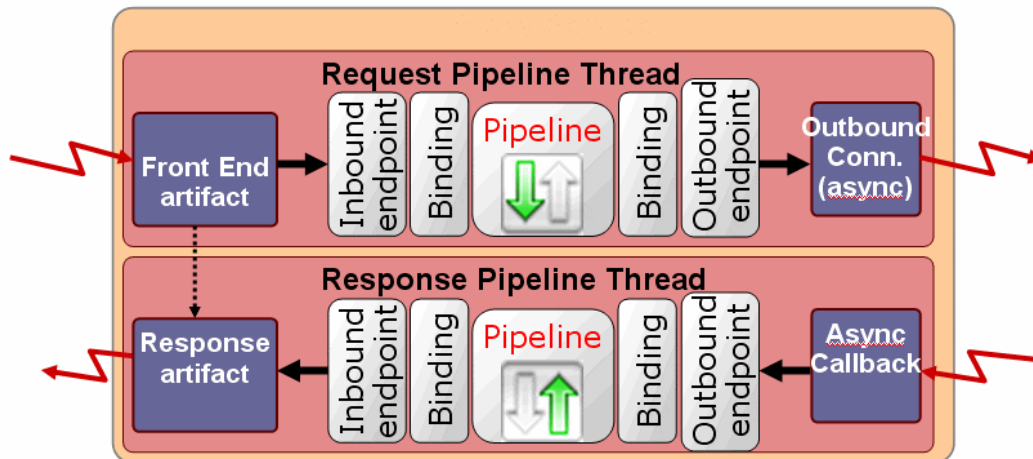 Request Pipeline Thread
Front End
artifact
Inbound
endpoint
Binding
Pipeline
Binding
Outbound
endpoint
Outbound
Conn.
(async)
Response Pipeline Thread
Response
artifact
Inbound
endpoint
Binding
Pipeline
Binding
Outbound
endpoint
Async
Callback